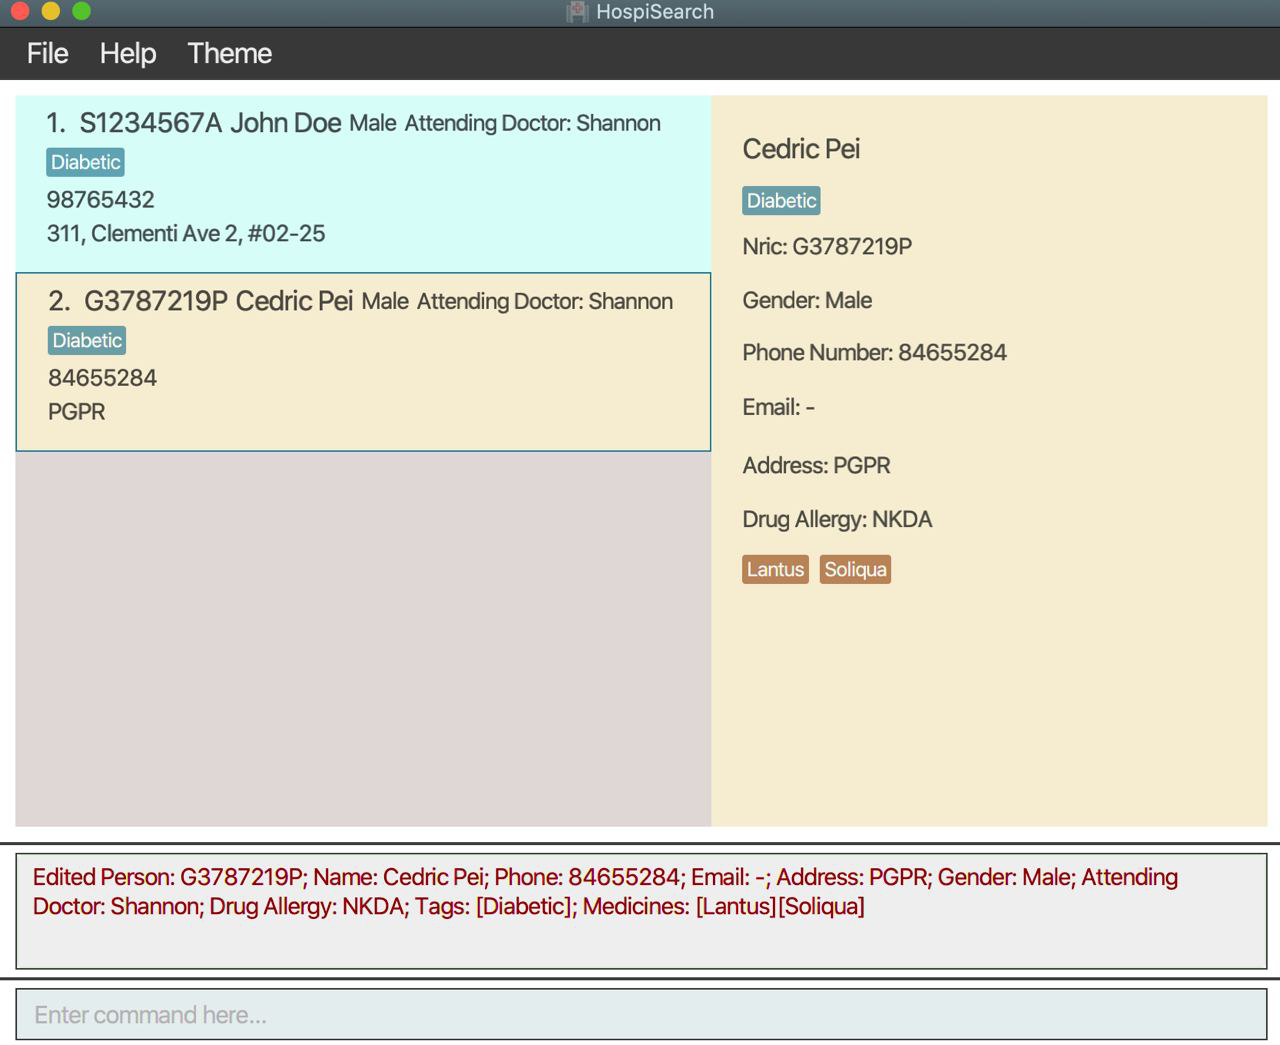 HospiSearch
File Help Theme
1. S1234567A John Doe Male Attending Doctor: Shannon
Diabetic
98765432
311, Clementi Ave 2, #02-25
2. G3787219P Cedric Pei Male Attending Doctor: Shannon
Diabetic
84655284
PGPR
Cedric Pei
Diabetic
Nric: G3787219P
Gender: Male
Phone Number: 84655284
Email: -
Address: PGPR
Drug Allergy: NKDA
Lantus Soliqua
Edited Person: G3787219P; Name: Cedric Pei; Phone: 84655284; Email: -; Address: PGPR; Gender: Male; Attending
Doctor: Shannon; Drug Allergy: NKDA; Tags: [Diabetic]; Medicines: [Lantus][Soliqua]
Enter command here...